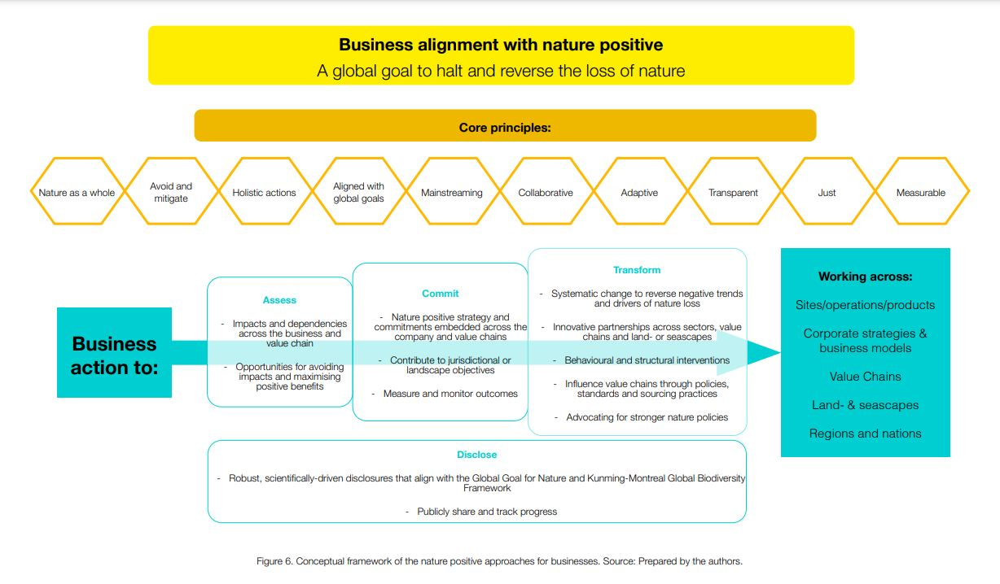 Business alignment with nature positive
A global goal to halt and reverse the loss of nature
Core principles:
Nature as a whole
Avoid and
mitigate
Holistic actions
Aligned with
global goals
Mainstreaming
Collaborative
Adaptive
Transparent
Just
Measurable
Business
action to:
Assess
- Impacts and dependencies
across the business and
value chain
- Opportunities for avoiding
impacts and maximising
positive benefits
Commit
- Nature positive strategy and
commitments embedded across the
company and value chains
- Contribute to jurisdictional or
landscape objectives
- Measure and monitor outcomes
Transform
- Systematic change to reverse negative trends
and drivers of nature loss
- Innovative partnerships across sectors, value
chains and land- or seascapes
- Behavioural and structural interventions
- Influence value chains through policies,
standards and sourcing practices
- Advocating for stronger nature policies
Disclose
- Robust, scientifically-driven disclosures that align with the Global Goal for Nature and Kunming-Montreal Global Biodiversity
Framework
- Publicly share and track progress
Working across:
Sites/operations/products
Corporate strategies &
business models
Value Chains
Land- & seascapes
Regions and nations
Figure 6. Conceptual framework of the nature positive approaches for businesses. Source: Prepared by the authors.